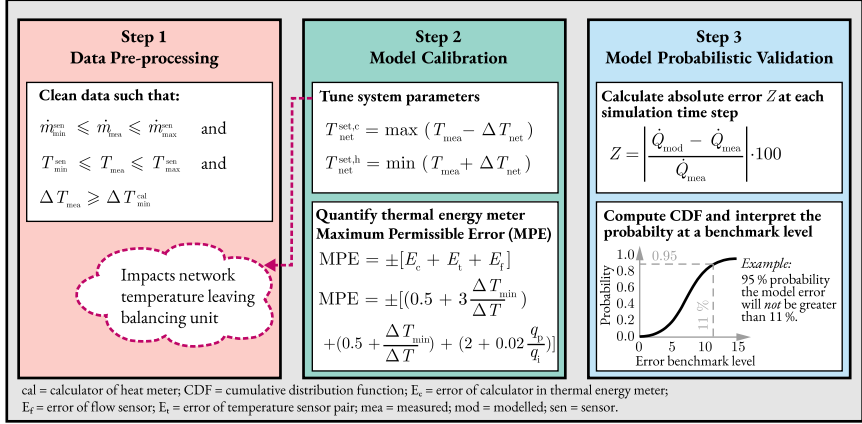 Step 1
Data Pre-processing
Clean data such that:
ṁ^sen_min ⩽ ṁ_mea ⩽ ṁ^sen_max and
T^sen_min ⩽ T_mea ⩽ T^sen_max and
ΔT_mea ⩾ ΔT^cal_min
Impacts network
temperature leaving
balancing unit
Step 2
Model Calibration
Tune system parameters
T^set,c_net = max (T_mea − ΔT_net)
T^set,h_net = min (T_mea + ΔT_net)
Quantify thermal energy meter
Maximum Permissible Error (MPE)
MPE = ±[E_c + E_t + E_f]
MPE = ±[(0.5 + 3 ΔT_min/ΔT)
+(0.5 + ΔT_min/ΔT) + (2 + 0.02 q_p/q_i)]
Step 3
Model Probabilistic Validation
Calculate absolute error Z at each
simulation time step
Z = |(Q̇_mod − Q̇_mea)/Q̇_mea| ·100
Compute CDF and interpret the
probabilty at a benchmark level
Probability
1.0
0.8
0.6
0.4
0.2
0.0
0.95
11 %
0 5 10 15
Error benchmark level
Example:
95 % probability
the model error
will not be greater
than 11 %.
cal = calculator of heat meter; CDF = cumulative distribution function; E_c = error of calculator in thermal energy meter;
E_f = error of flow sensor; E_t = error of temperature sensor pair; mea = measured; mod = modelled; sen = sensor.